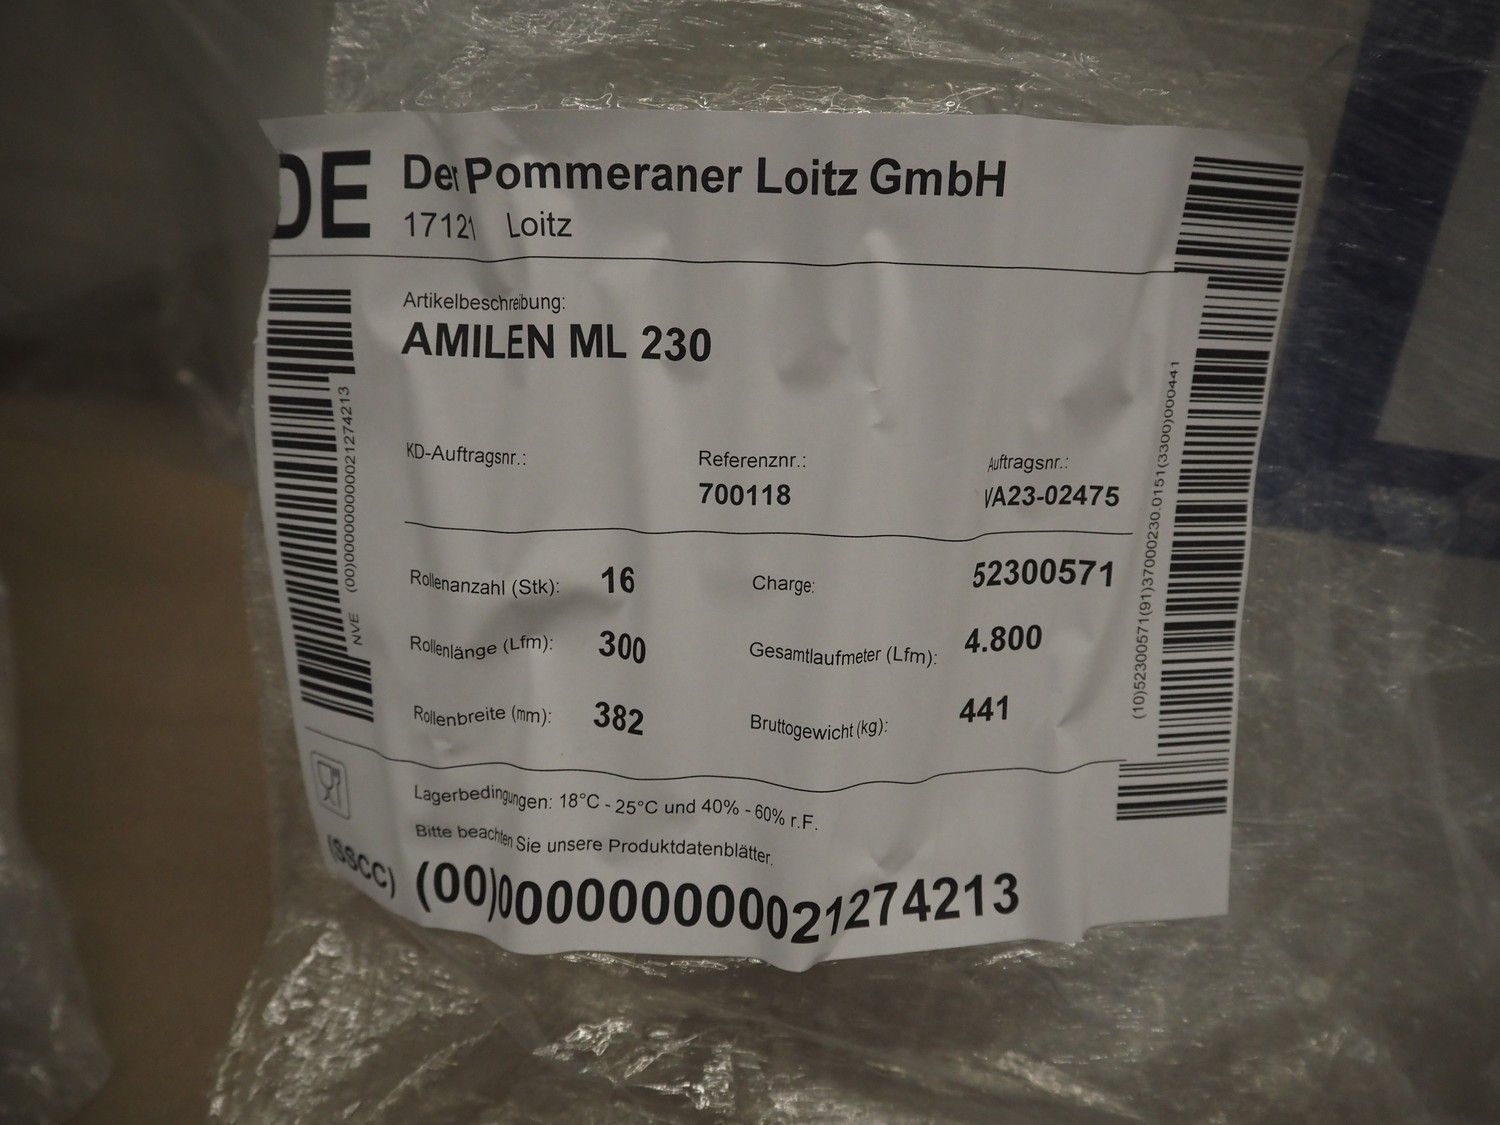 DE
Der Pommeraner Loitz GmbH
17121 Loitz
Artikelbeschreibung:
AMILEN ML 230
KD-Auftragsnr.: Referenznr.: Auftragsnr.:
700118 VA23-02475
Rollenanzahl (Stk): 16 Charge: 52300571
Rollenlänge (Lfm): 300 Gesamtlaufmeter (Lfm): 4.800
Rollenbreite (mm): 382 Bruttogewicht (kg): 441
Lagerbedingungen: 18°C - 25°C und 40% - 60% r.F.
Bitte beachten Sie unsere Produktdatenblätter.
(SSCC) (00)000000000021274213
NVE (00)000000000021274213
(10)52300571(91)37000230.0151(3300)000441